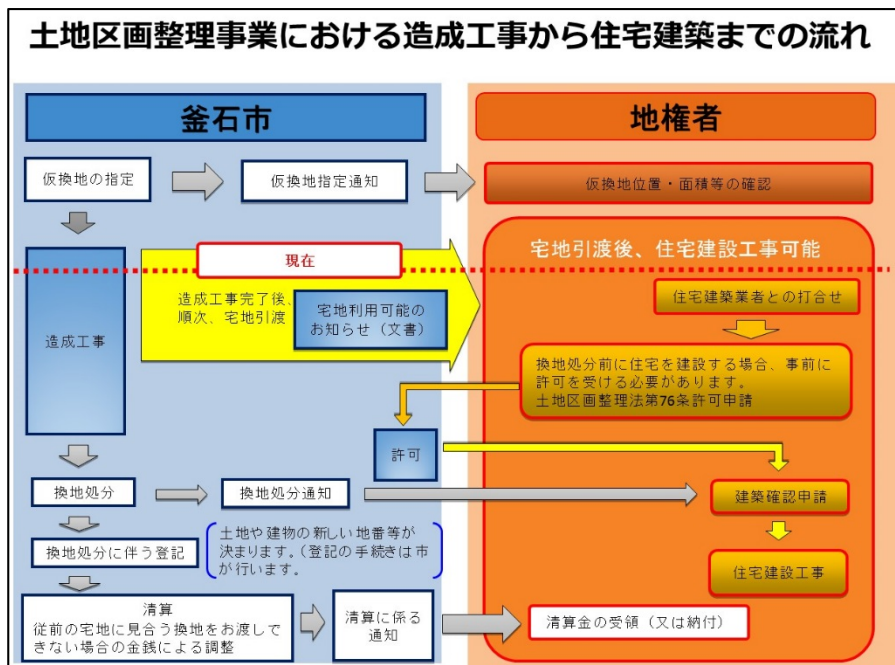 土地区画整理事業における造成工事から住宅建築までの流れ
釜石市
地権者
仮換地の指定
仮換地指定通知
仮換地位置・面積等の確認
宅地引渡後、住宅建設工事可能
現在
造成工事
造成工事完了後、
順次、宅地引渡
宅地利用可能の
お知らせ（文書）
住宅建築業者との打合せ
換地処分前に住宅を建設する場合、事前に
許可を受ける必要があります。
土地区画整理法第76条許可申請
許可
換地処分
換地処分通知
建築確認申請
換地処分に伴う登記
土地や建物の新しい地番等が
決まります。（登記の手続きは市
が行います。
住宅建設工事
清算
従前の宅地に見合う換地をお渡しで
きない場合の金銭による調整
清算に係る
通知
清算金の受領（又は納付）